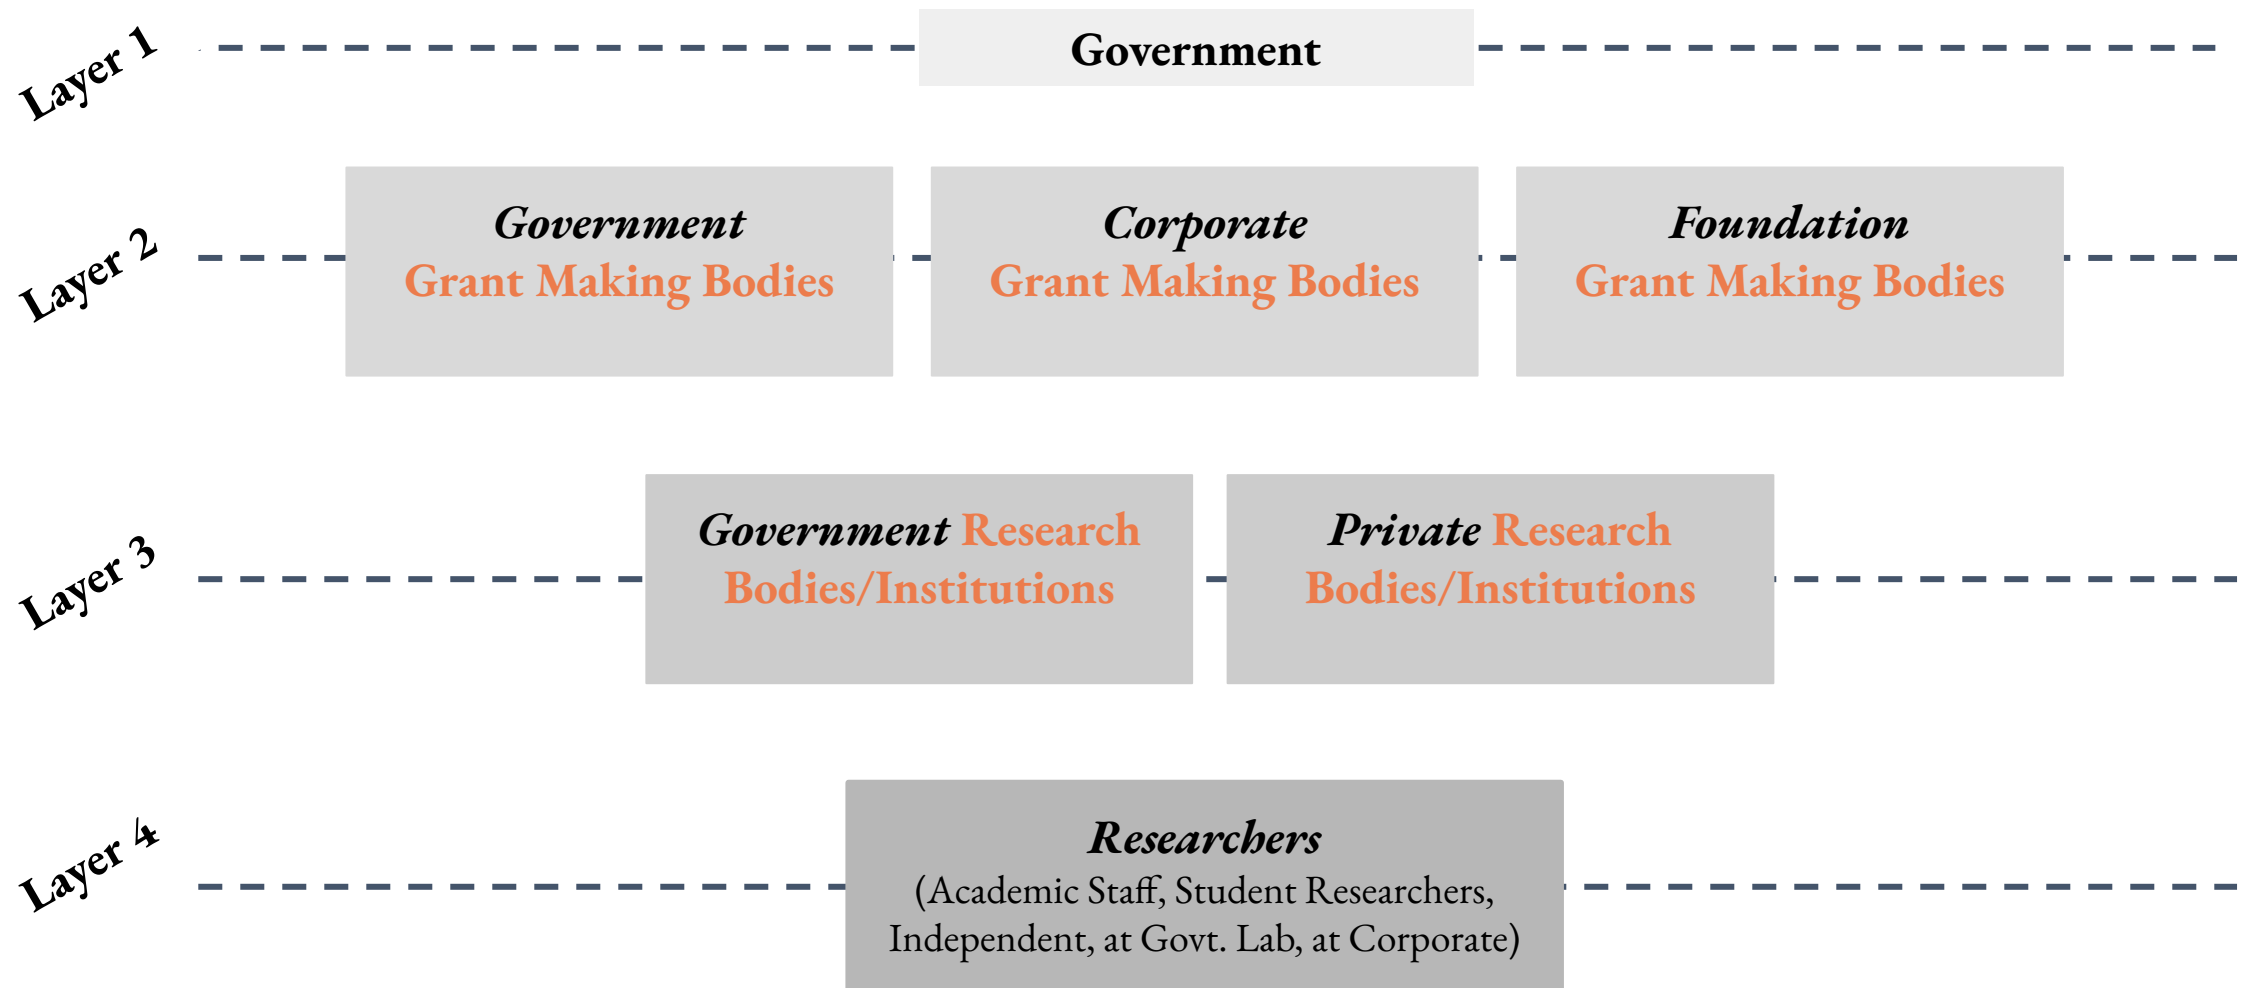 Layer 1
Government
Layer 2
Government
Grant Making Bodies
Corporate
Grant Making Bodies
Foundation
Grant Making Bodies
Layer 3
Government Research
Bodies/Institutions
Private Research
Bodies/Institutions
Layer 4
Researchers
(Academic Staff, Student Researchers,
Independent, at Govt. Lab, at Corporate)